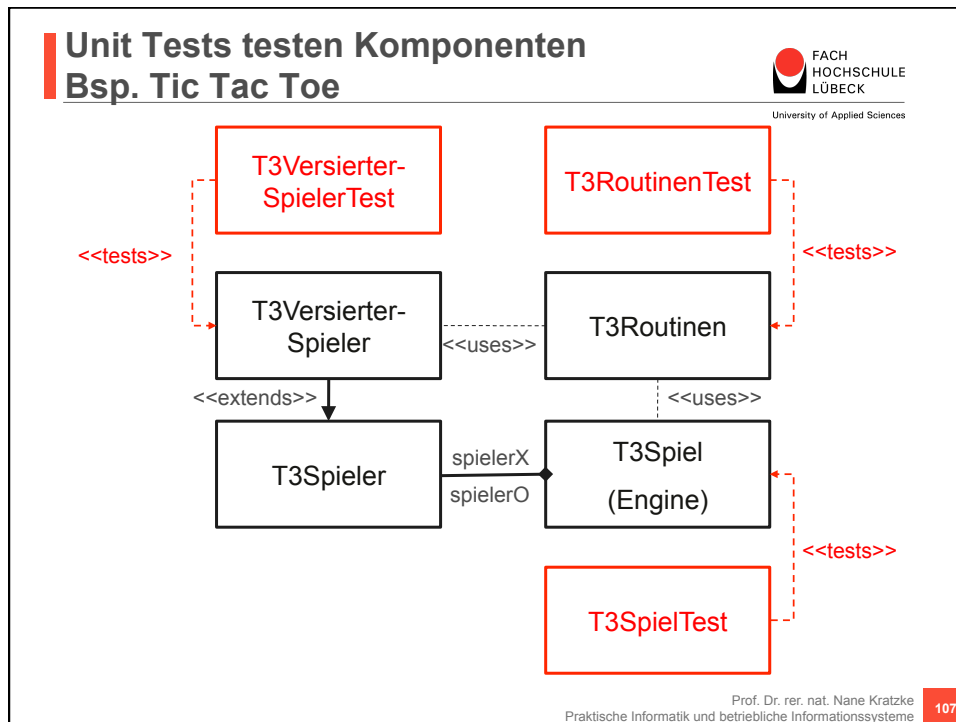 Unit Tests testen Komponenten
Bsp. Tic Tac Toe
FACH
HOCHSCHULE
LÜBECK
University of Applied Sciences
T3Versierter-
SpielerTest
T3RoutinenTest
<<tests>>
<<tests>>
T3Versierter-
Spieler
<<uses>>
T3Routinen
<<extends>>
<<uses>>
T3Spieler
spielerX
spielerO
T3Spiel
(Engine)
<<tests>>
T3SpielTest
Prof. Dr. rer. nat. Nane Kratzke
Praktische Informatik und betriebliche Informationssysteme
107